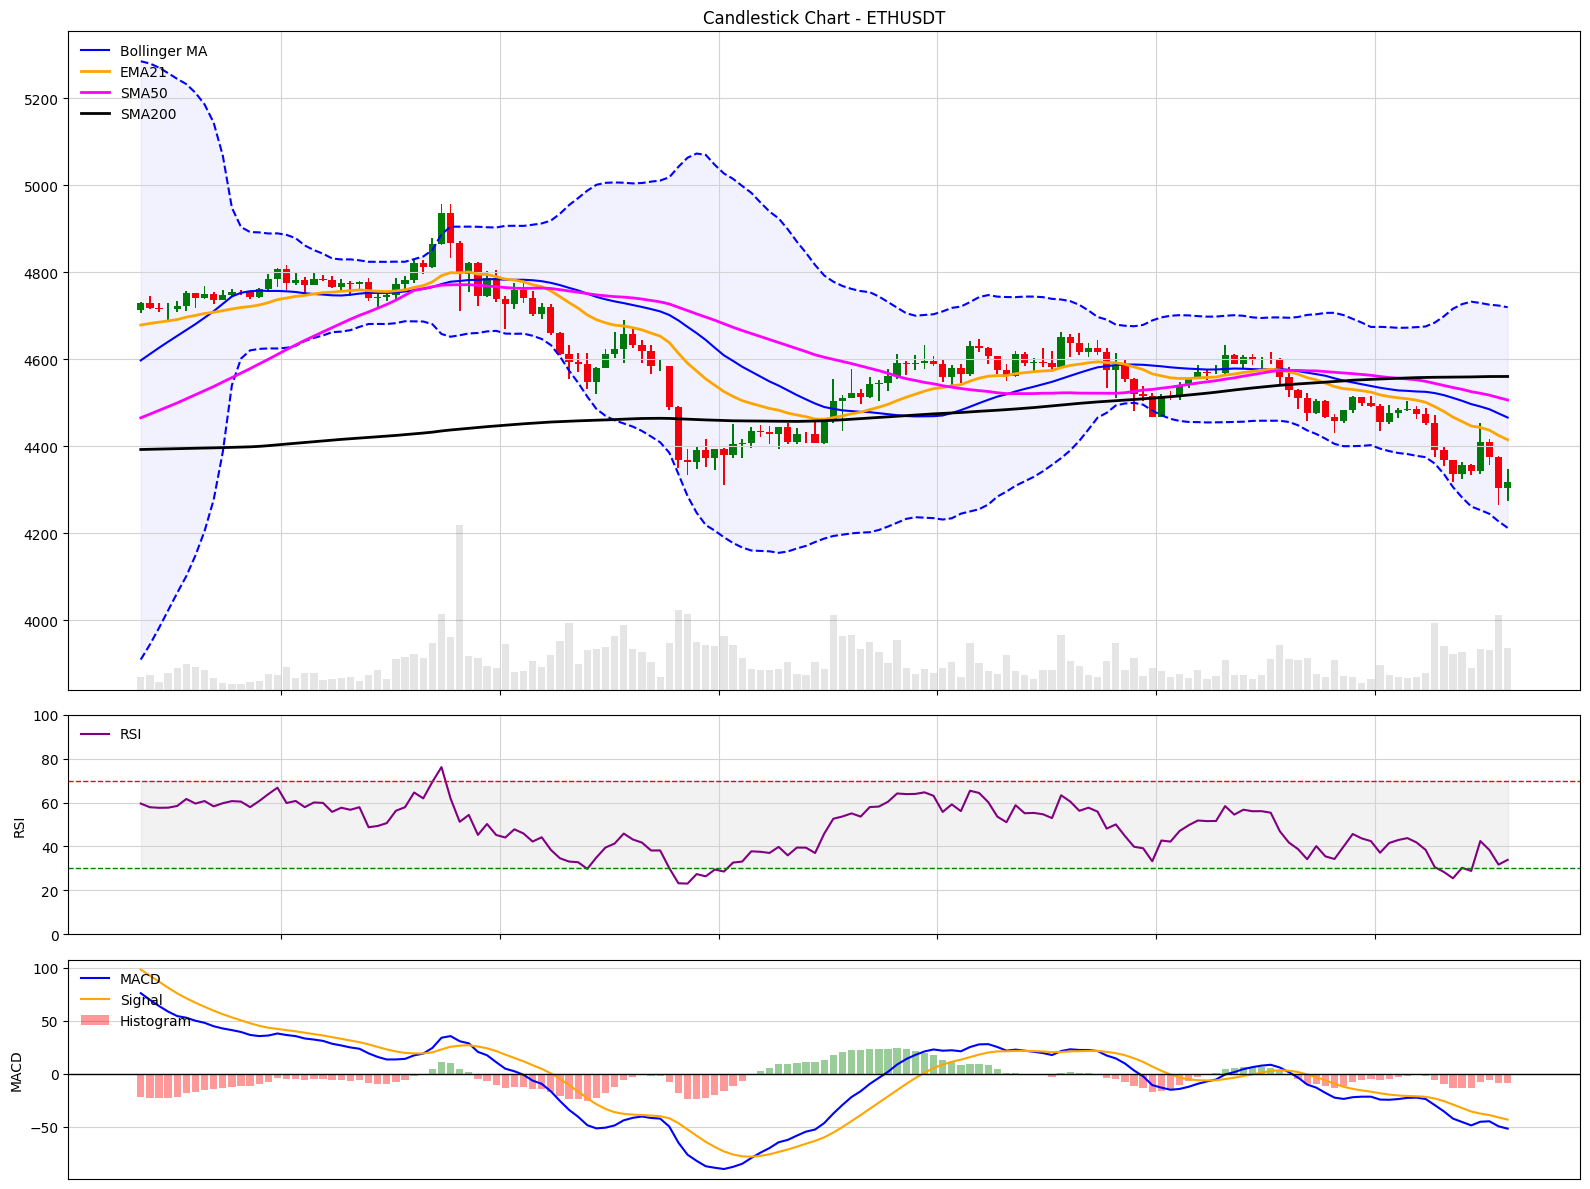 Candlestick Chart - ETHUSDT
Bollinger MA
EMA21
SMA50
SMA200
5200
5000
4800
4600
4400
4200
4000
100
RSI
80
60
RSI
40
20
0
100
MACD
Signal
50
Histogram
MACD
0
−50